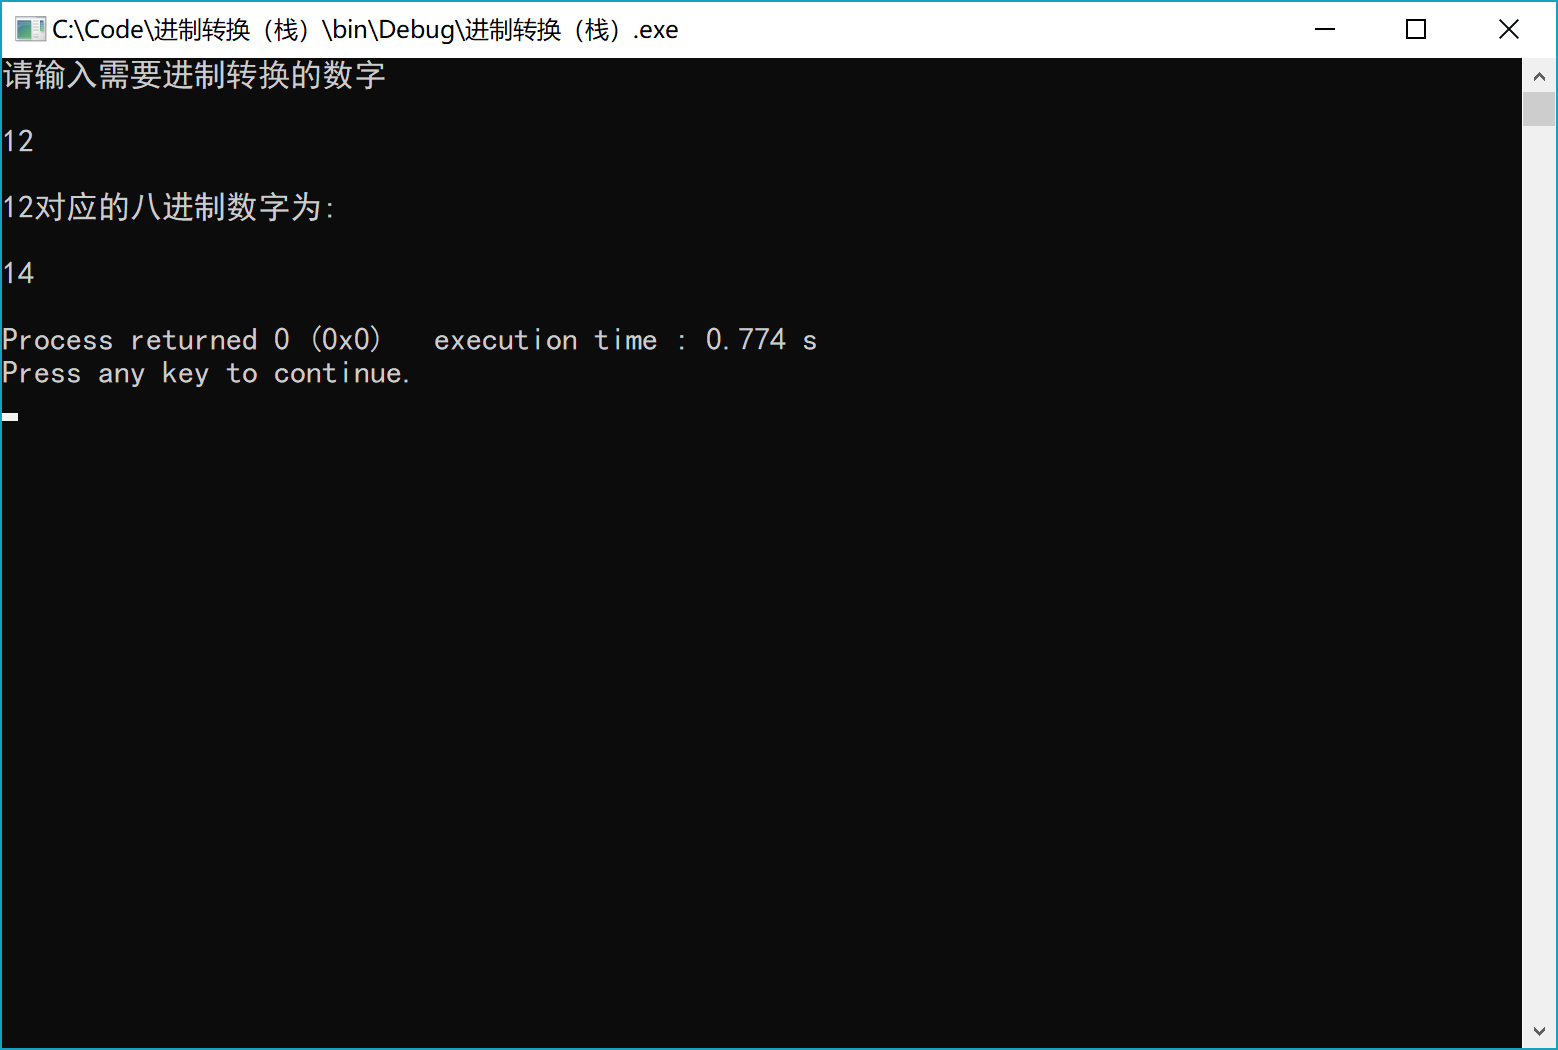 C:\Code\进制转换（栈）\bin\Debug\进制转换（栈）.exe
请输入需要进制转换的数字
12
12对应的八进制数字为:
14
Process returned 0 (0x0)   execution time : 0.774 s
Press any key to continue.